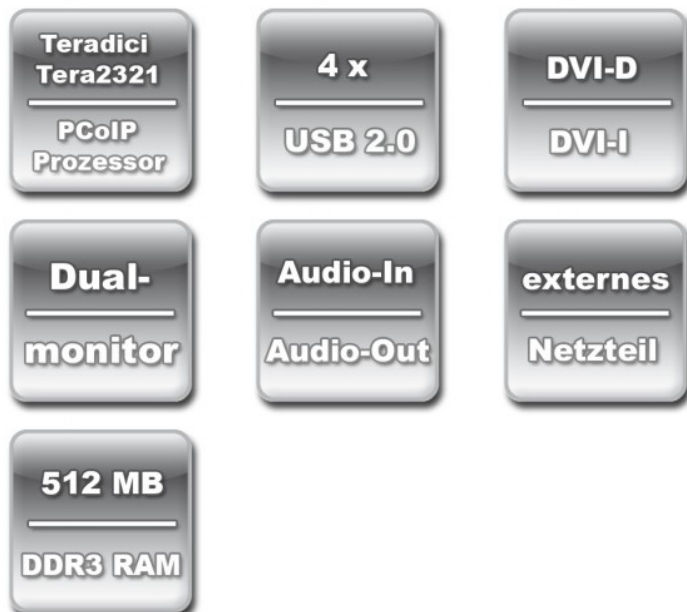 Teradici
Tera2321
PCoIP
Prozessor
4 x
USB 2.0
DVI-D
DVI-I
Dual-
monitor
Audio-In
Audio-Out
externes
Netzteil
512 MB
DDR3 RAM